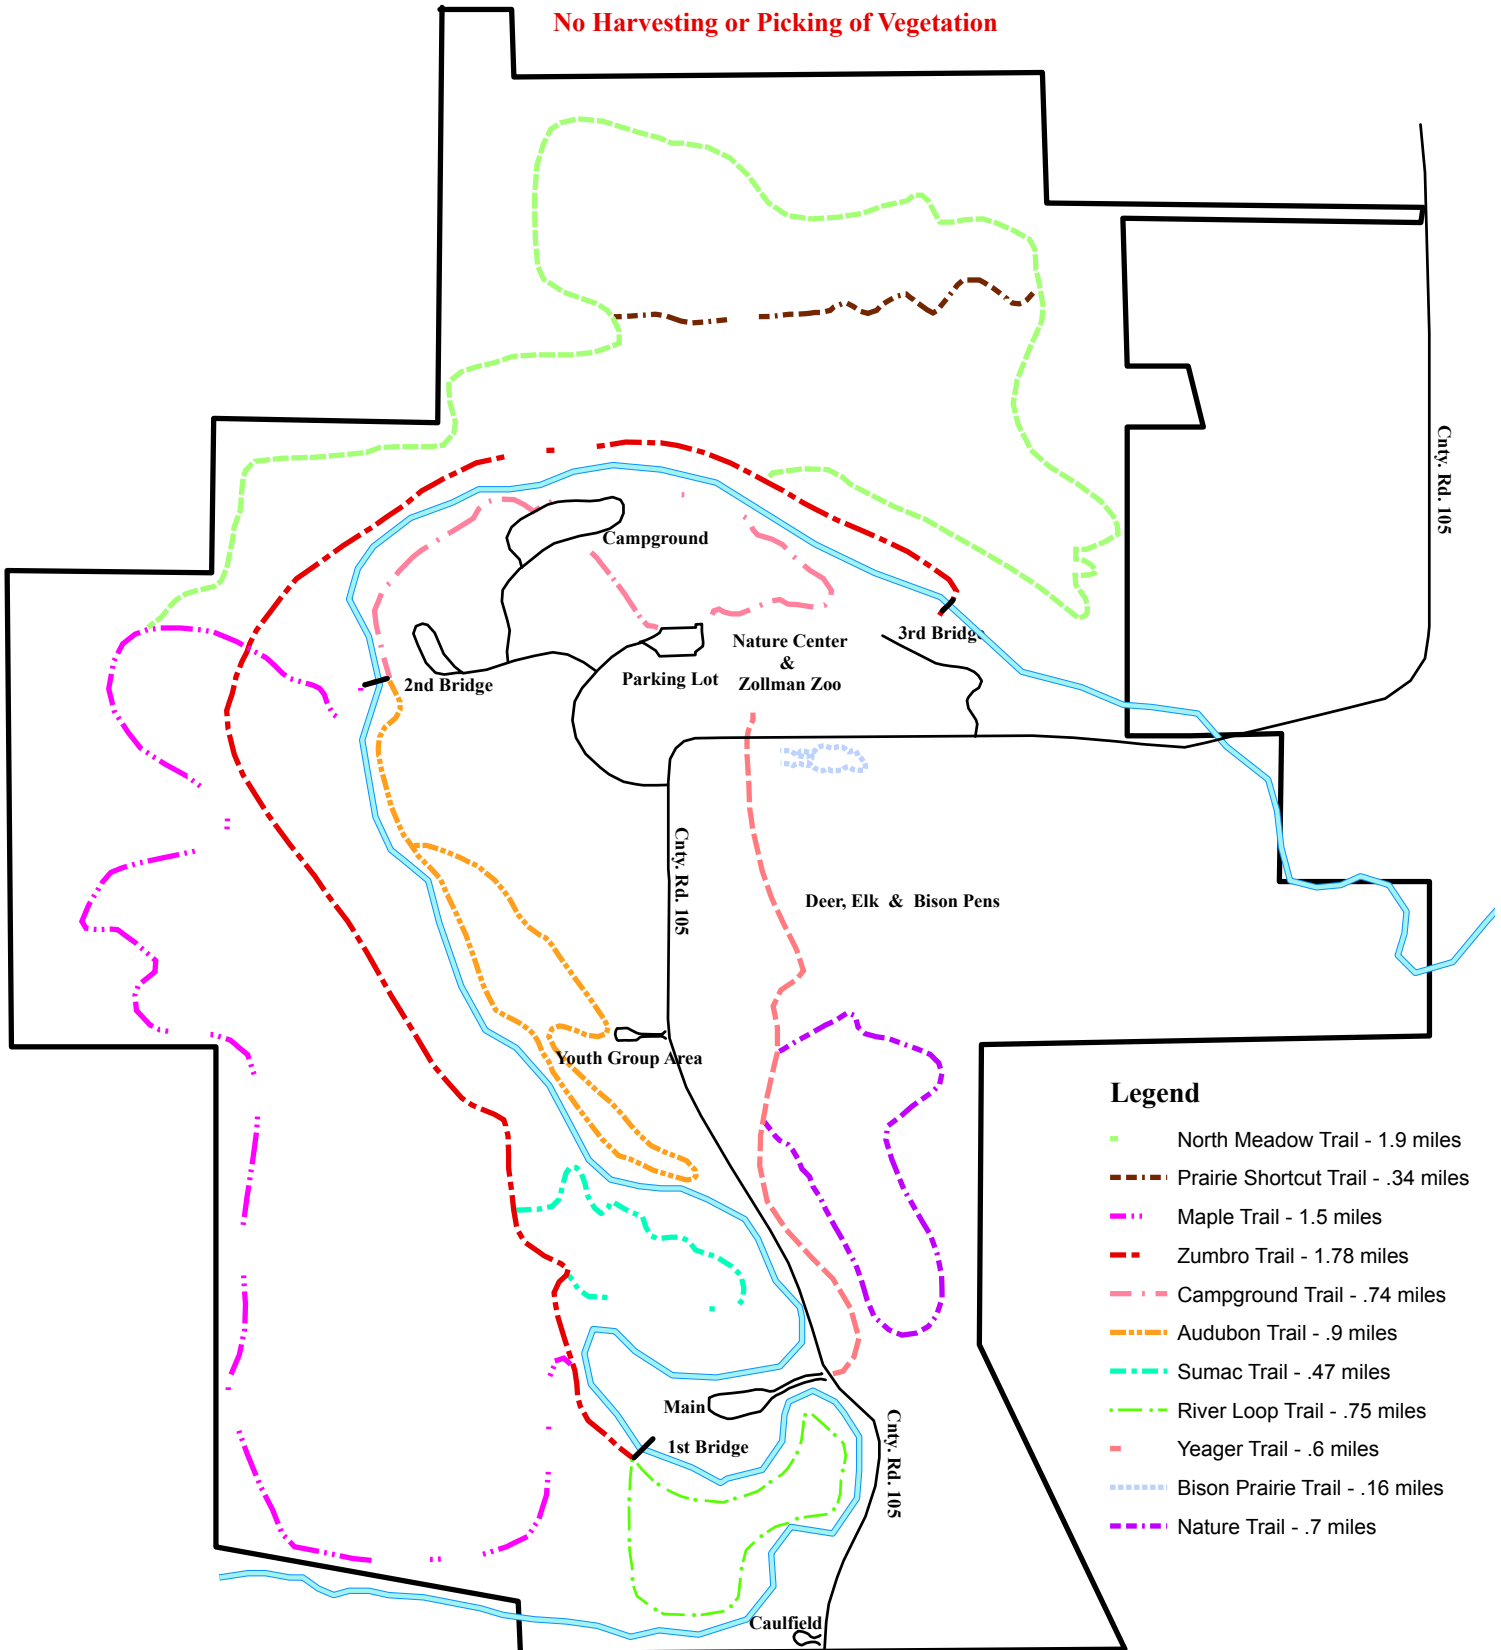 No Harvesting or Picking of Vegetation
Cnty. Rd. 105
Campground
3rd Bridge
Nature Center
&
Zollman Zoo
Parking Lot
2nd Bridge
Cnty. Rd. 105
Deer, Elk & Bison Pens
Youth Group Area
Main
1st Bridge
Cnty. Rd. 105
Caulfield
Legend
North Meadow Trail - 1.9 miles
Prairie Shortcut Trail - .34 miles
Maple Trail - 1.5 miles
Zumbro Trail - 1.78 miles
Campground Trail - .74 miles
Audubon Trail - .9 miles
Sumac Trail - .47 miles
River Loop Trail - .75 miles
Yeager Trail - .6 miles
Bison Prairie Trail - .16 miles
Nature Trail - .7 miles